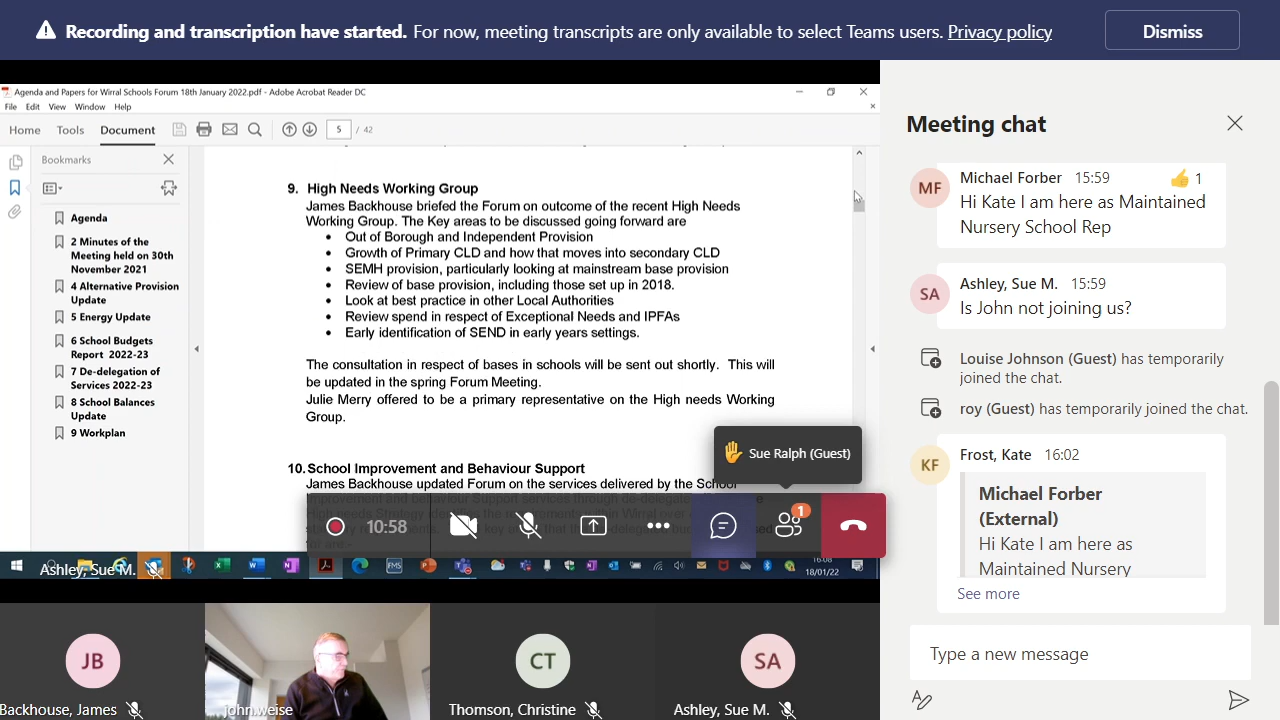 Recording and transcription have started. For now, meeting transcripts are only available to select Teams users. Privacy policy
Dismiss
Agenda and Papers for Wirral Schools Forum 18th January 2022.pdf - Adobe Acrobat Reader DC
File Edit View Window Help
Home Tools Document 5 / 42
Bookmarks
Agenda
2 Minutes of the
Meeting held on 30th
November 2021
4 Alternative Provision
Update
5 Energy Update
6 School Budgets
Report 2022-23
7 De-delegation of
Services 2022-23
8 School Balances
Update
9 Workplan
9. High Needs Working Group
James Backhouse briefed the Forum on outcome of the recent High Needs
Working Group. The Key areas to be discussed going forward are
• Out of Borough and Independent Provision
• Growth of Primary CLD and how that moves into secondary CLD
• SEMH provision, particularly looking at mainstream base provision
• Review of base provision, including those set up in 2018.
• Look at best practice in other Local Authorities
• Review spend in respect of Exceptional Needs and IPFAs
• Early identification of SEND in early years settings.
The consultation in respect of bases in schools will be sent out shortly. This will
be updated in the spring Forum Meeting.
Julie Merry offered to be a primary representative on the High needs Working
Group.
10. School Improvement and Behaviour Support
James Backhouse updated Forum on the services delivered by the School
Sue Ralph (Guest)
10:58
1
Ashley, Sue M.
FMS
16:08
18/01/22
JB
Backhouse, James
john.weise
CT
Thomson, Christine
SA
Ashley, Sue M.
Meeting chat
MF
Michael Forber 15:59
1
Hi Kate I am here as Maintained
Nursery School Rep
SA
Ashley, Sue M. 15:59
Is John not joining us?
Louise Johnson (Guest) has temporarily
joined the chat.
roy (Guest) has temporarily joined the chat.
KF
Frost, Kate 16:02
Michael Forber
(External)
Hi Kate I am here as
Maintained Nursery
See more
Type a new message